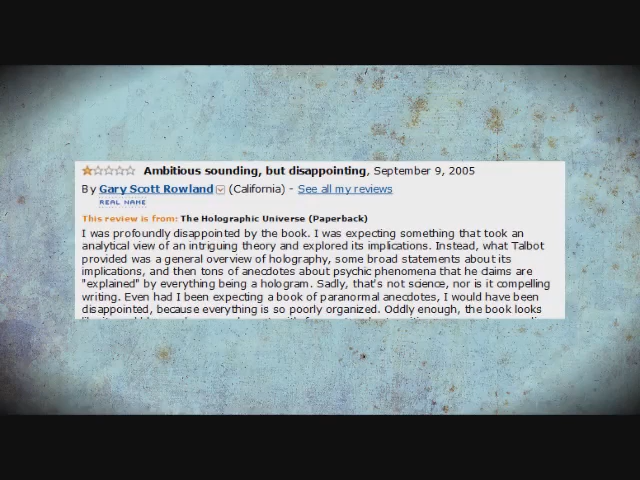 Ambitious sounding, but disappointing, September 9, 2005
By Gary Scott Rowland (California) - See all my reviews
REAL NAME
This review is from: The Holographic Universe (Paperback)
I was profoundly disappointed by the book. I was expecting something that took an
analytical view of an intriguing theory and explored its implications. Instead, what Talbot
provided was a general overview of holography, some broad statements about its
implications, and then tons of anecdotes about psychic phenomena that he claims are
"explained" by everything being a hologram. Sadly, that's not science, nor is it compelling
writing. Even had I been expecting a book of paranormal anecdotes, I would have been
disappointed, because everything is so poorly organized. Oddly enough, the book looks